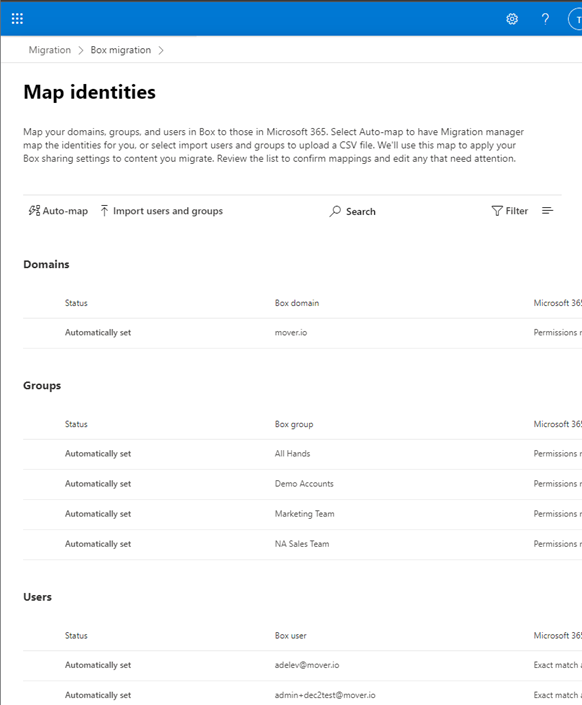 ?
T
Migration > Box migration >
Map identities
Map your domains, groups, and users in Box to those in Microsoft 365. Select Auto-map to have Migration manager
map the identities for you, or select import users and groups to upload a CSV file. We'll use this map to apply your
Box sharing settings to content you migrate. Review the list to confirm mappings and edit any that need attention.
Auto-map Import users and groups Search Filter
Domains
Status Box domain Microsoft 365
Automatically set mover.io Permissions
Groups
Status Box group Microsoft 365
Automatically set All Hands Permissions
Automatically set Demo Accounts Permissions
Automatically set Marketing Team Permissions
Automatically set NA Sales Team Permissions
Users
Status Box user Microsoft 365
Automatically set adelev@mover.io Exact match
Automatically set admin+dec2test@mover.io Exact match